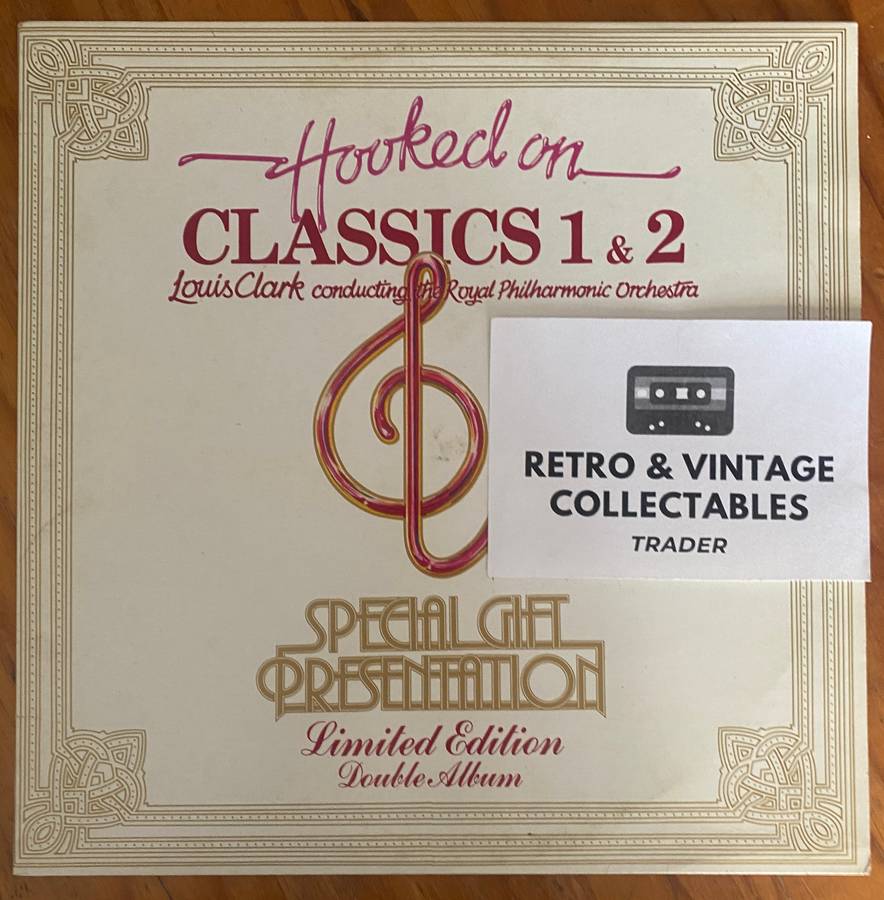 Hooked on
CLASSICS 1 & 2
Louis Clark conducting the Royal Philharmonic Orchestra
RETRO & VINTAGE
COLLECTABLES
TRADER
SPECIAL GIFT
PRESENTATION
Limited Edition
Double Album